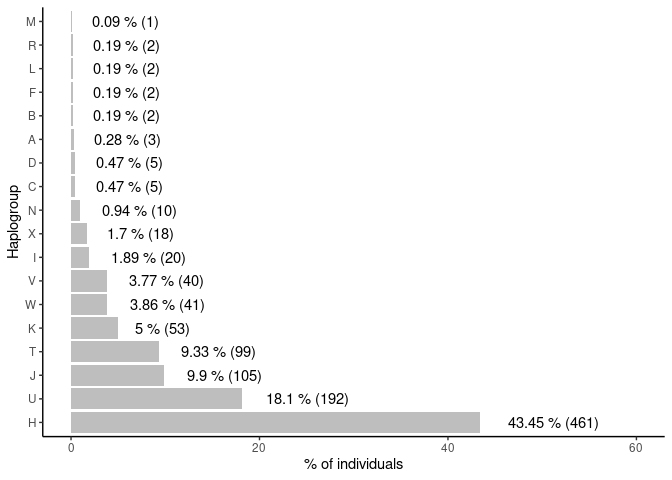 M 0.09 % (1)
R 0.19 % (2)
L 0.19 % (2)
F 0.19 % (2)
B 0.19 % (2)
A 0.28 % (3)
D 0.47 % (5)
C 0.47 % (5)
N 0.94 % (10)
X 1.7 % (18)
I 1.89 % (20)
V 3.77 % (40)
W 3.86 % (41)
K 5 % (53)
T 9.33 % (99)
J 9.9 % (105)
U 18.1 % (192)
H 43.45 % (461)
Haplogroup
0 20 40 60
% of individuals